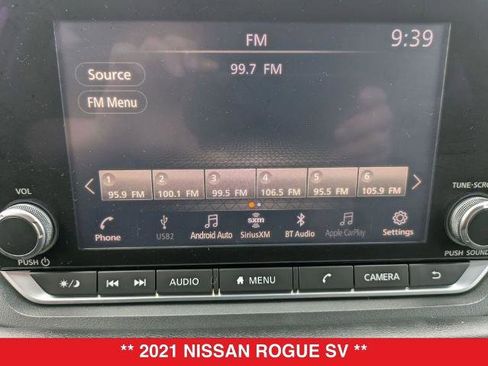 FM
9:39
99.7 FM
Source
FM Menu
1 2 3 4 5 6
95.9 FM 100.1 FM 99.5 FM 106.5 FM 95.5 FM 105.9 FM
VOL
TUNE·SCRO
sxm
Phone USB2 Android Auto SiriusXM BT Audio Apple CarPlay Settings
PUSH
PUSH SOUND
AUDIO MENU CAMERA
** 2021 NISSAN ROGUE SV **